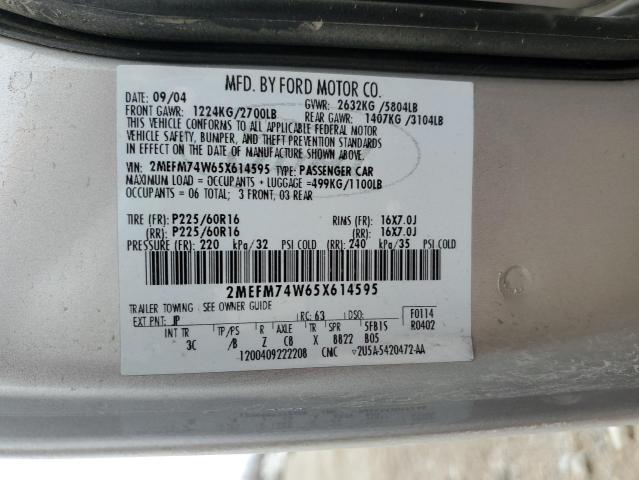 MFD. BY FORD MOTOR CO.
DATE: 09/04 GVWR: 2632KG / 5804LB
FRONT GAWR: 1224KG/2700LB REAR GAWR: 1407KG /3104LB
THIS VEHICLE CONFORMS TO ALL APPLICABLE FEDERAL MOTOR
VEHICLE SAFETY, BUMPER, AND THEFT PREVENTION STANDARDS
IN EFFECT ON THE DATE OF MANUFACTURE SHOWN ABOVE.
VIN: 2MEFM74W65X614595 TYPE: PASSENGER CAR
MAXIMUM LOAD = OCCUPANTS + LUGGAGE =499KG/1100LB
OCCUPANTS = 06 TOTAL; 3 FRONT, 03 REAR
TIRE (FR): P225/60R16 RIMS (FR): 16X7.0J
(RR): P225/60R16 (RR): 16X7.0J
PRESSURE (FR): 220 kPa/32 PSI COLD (RR): 240 kPa/35 PSI COLD
2MEFM74W65X614595
TRAILER TOWING: SEE OWNER GUIDE
EXT PNT: JP RC: 63 DSO: F0114
INT TR TP/PS R AXLE TR SPR 5FB15 R0402
3C /B Z C8 X BB22 B05
1200409222208 CMC ▽2U5A-5420472-AA